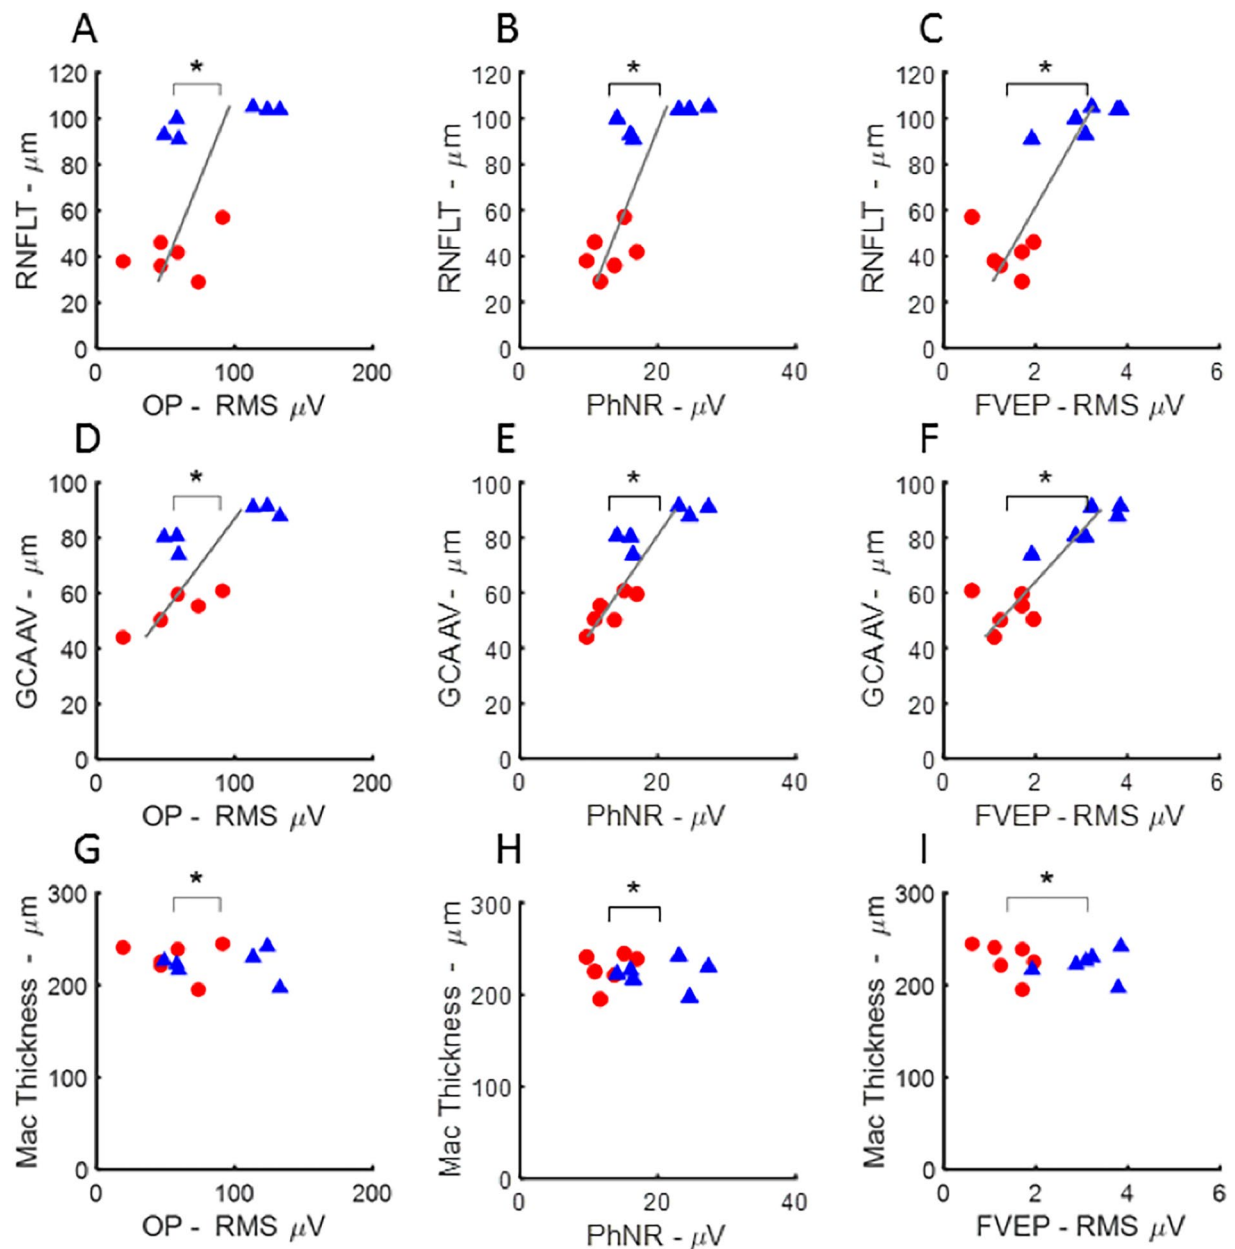 A B C
* * *
120 120 120
100 100 100
80 80 80
60 60 60
40 40 40
20 20 20
0 0 0
RNFLT - μm RNFLT - μm RNFLT - μm
0 100 200 0 20 40 0 2 4 6
OP - RMS μV PhNR - μV FVEP - RMS μV
D E F
* * *
100 100 100
80 80 80
60 60 60
40 40 40
20 20 20
0 0 0
GCAAV - μm GCAAV - μm GCAAV - μm
0 100 200 0 20 40 0 2 4 6
OP - RMS μV PhNR - μV FVEP - RMS μV
G H I
* * *
300 300 300
200 200 200
100 100 100
0 0 0
Mac Thickness - μm Mac Thickness - μm Mac Thickness - μm
0 100 200 0 20 40 0 2 4 6
OP - RMS μV PhNR - μV FVEP - RMS μV